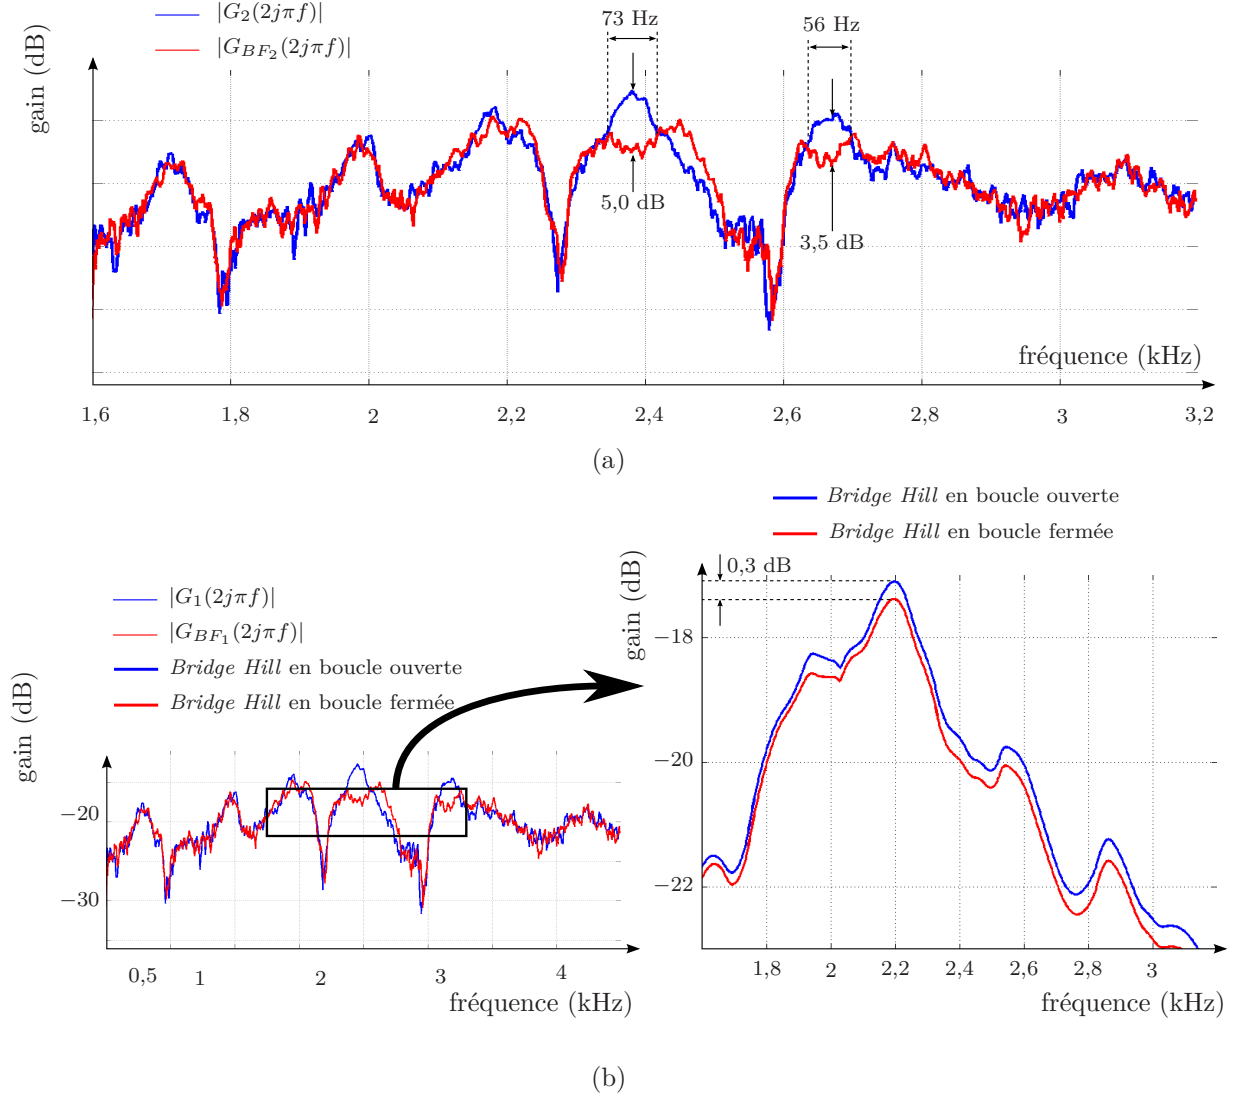 |G₂(2jπf)|
|G_{BF₂}(2jπf)|
gain (dB)
73 Hz
56 Hz
5,0 dB
3,5 dB
fréquence (kHz)
1,6 1,8 2 2,2 2,4 2,6 2,8 3 3,2
(a)
Bridge Hill en boucle ouverte
Bridge Hill en boucle fermée
|G₁(2jπf)|
|G_{BF₁}(2jπf)|
Bridge Hill en boucle ouverte
Bridge Hill en boucle fermée
gain (dB)
−20
−30
0,5 1 2 3 4
fréquence (kHz)
gain (dB)
0,3 dB
−18
−20
−22
1,8 2 2,2 2,4 2,6 2,8 3
fréquence (kHz)
(b)